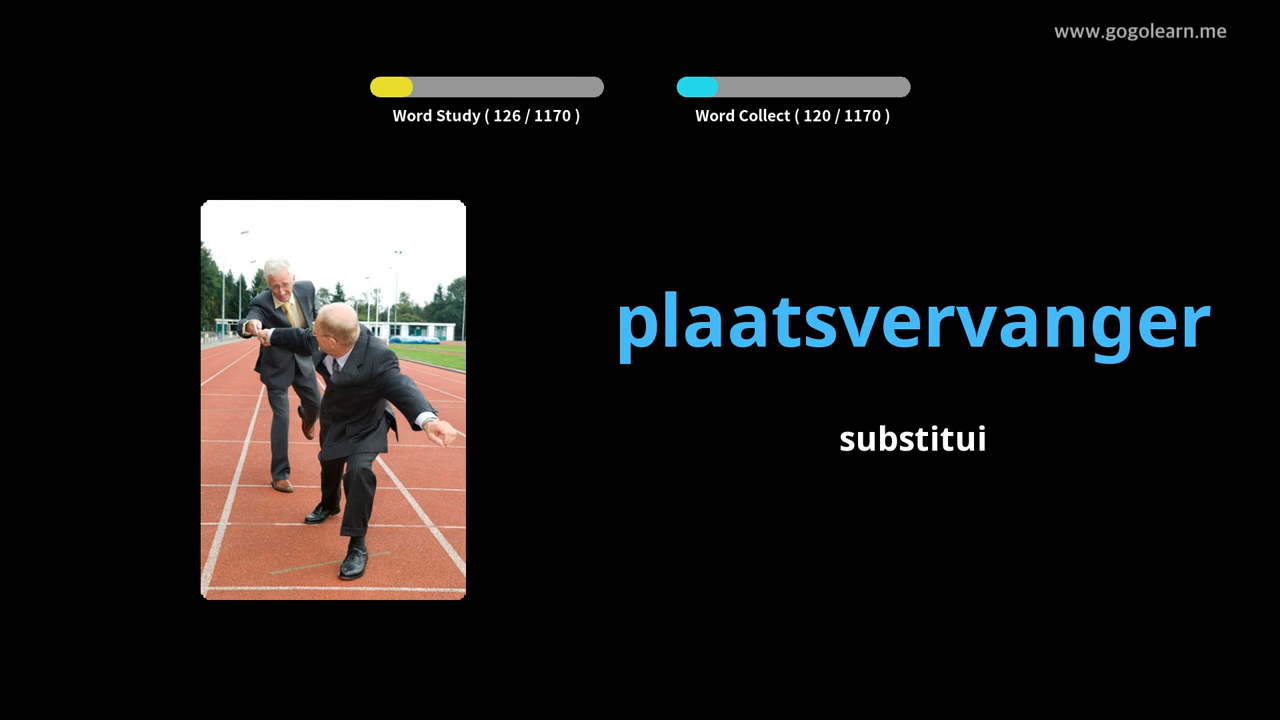 www.gogolearn.me
Word Study ( 126 / 1170 )
Word Collect ( 120 / 1170 )
plaatsvervanger
substitui